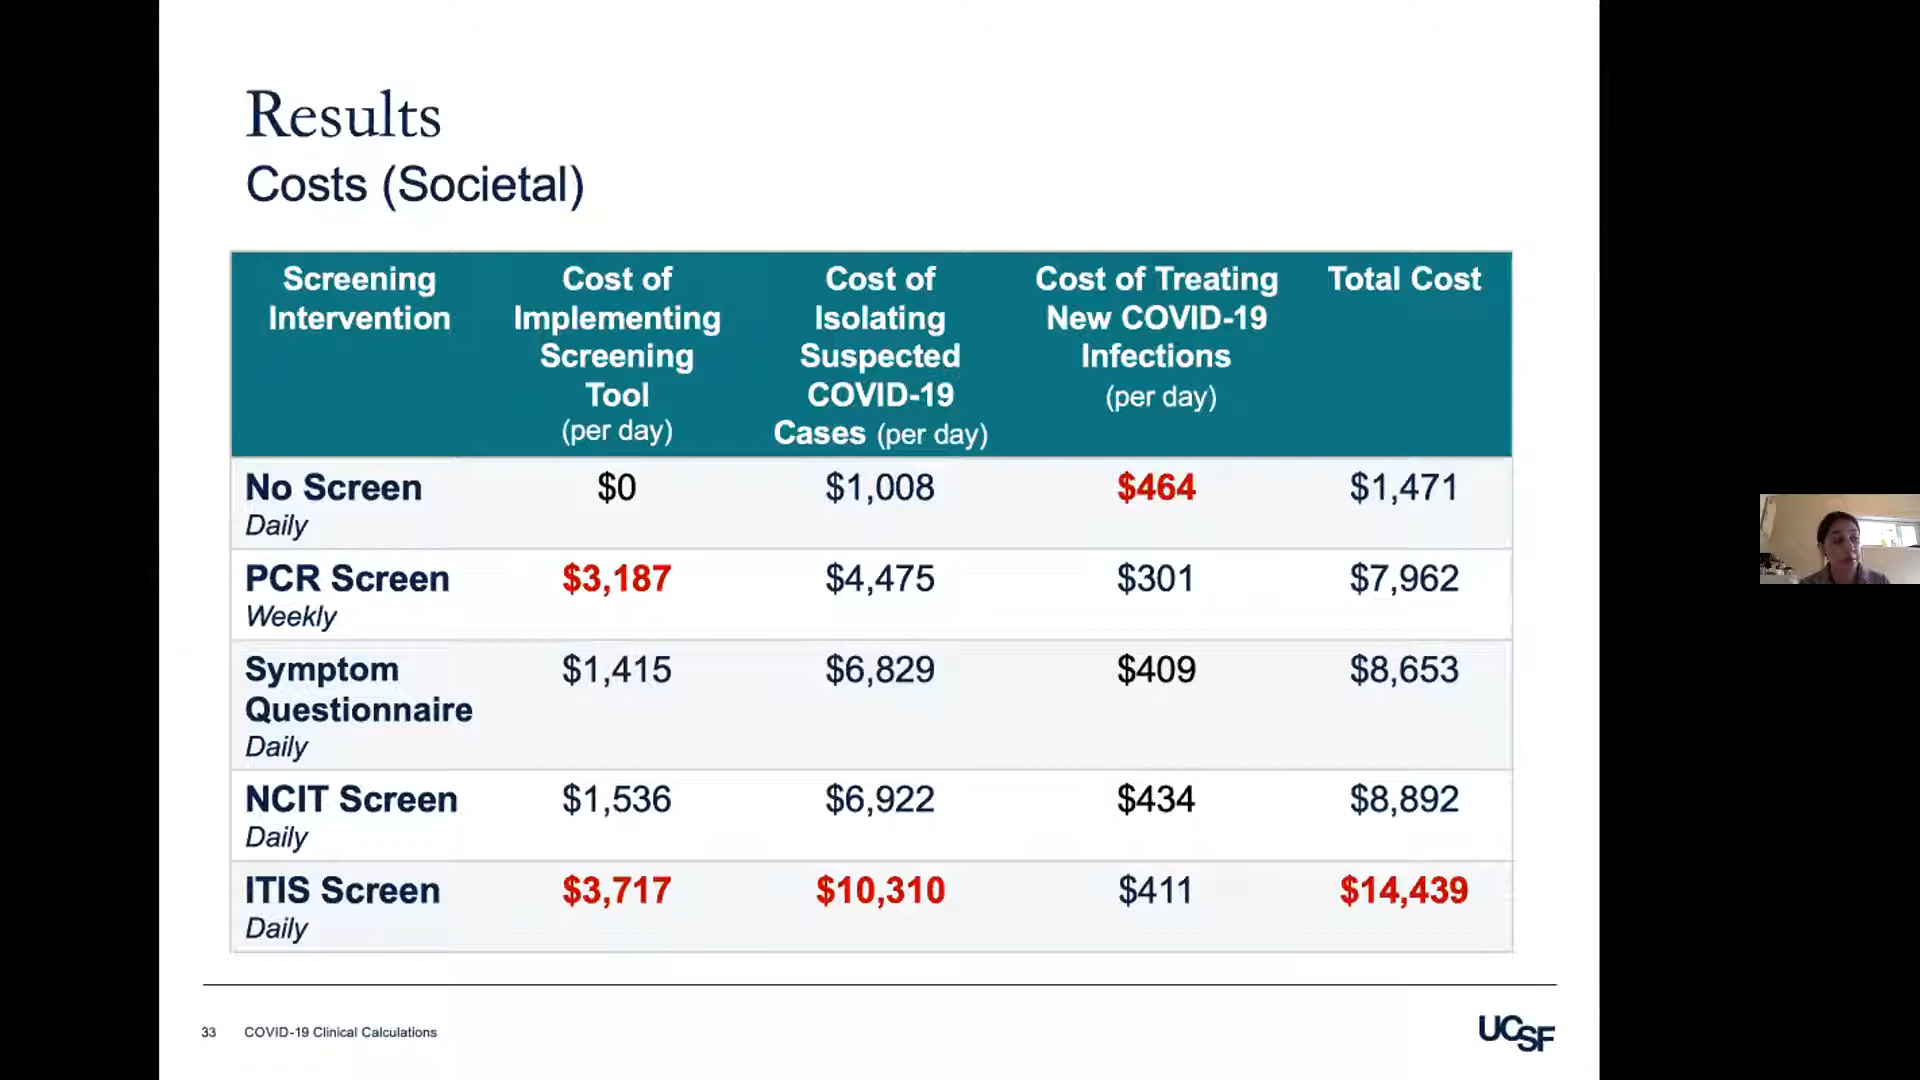 Results
Costs (Societal)
Screening Intervention
Cost of Implementing Screening Tool (per day)
Cost of Isolating Suspected COVID-19 Cases (per day)
Cost of Treating New COVID-19 Infections (per day)
Total Cost
No Screen Daily $0 $1,008 $464 $1,471
PCR Screen Weekly $3,187 $4,475 $301 $7,962
Symptom Questionnaire Daily $1,415 $6,829 $409 $8,653
NCIT Screen Daily $1,536 $6,922 $434 $8,892
ITIS Screen Daily $3,717 $10,310 $411 $14,439
33 COVID-19 Clinical Calculations
UCSF